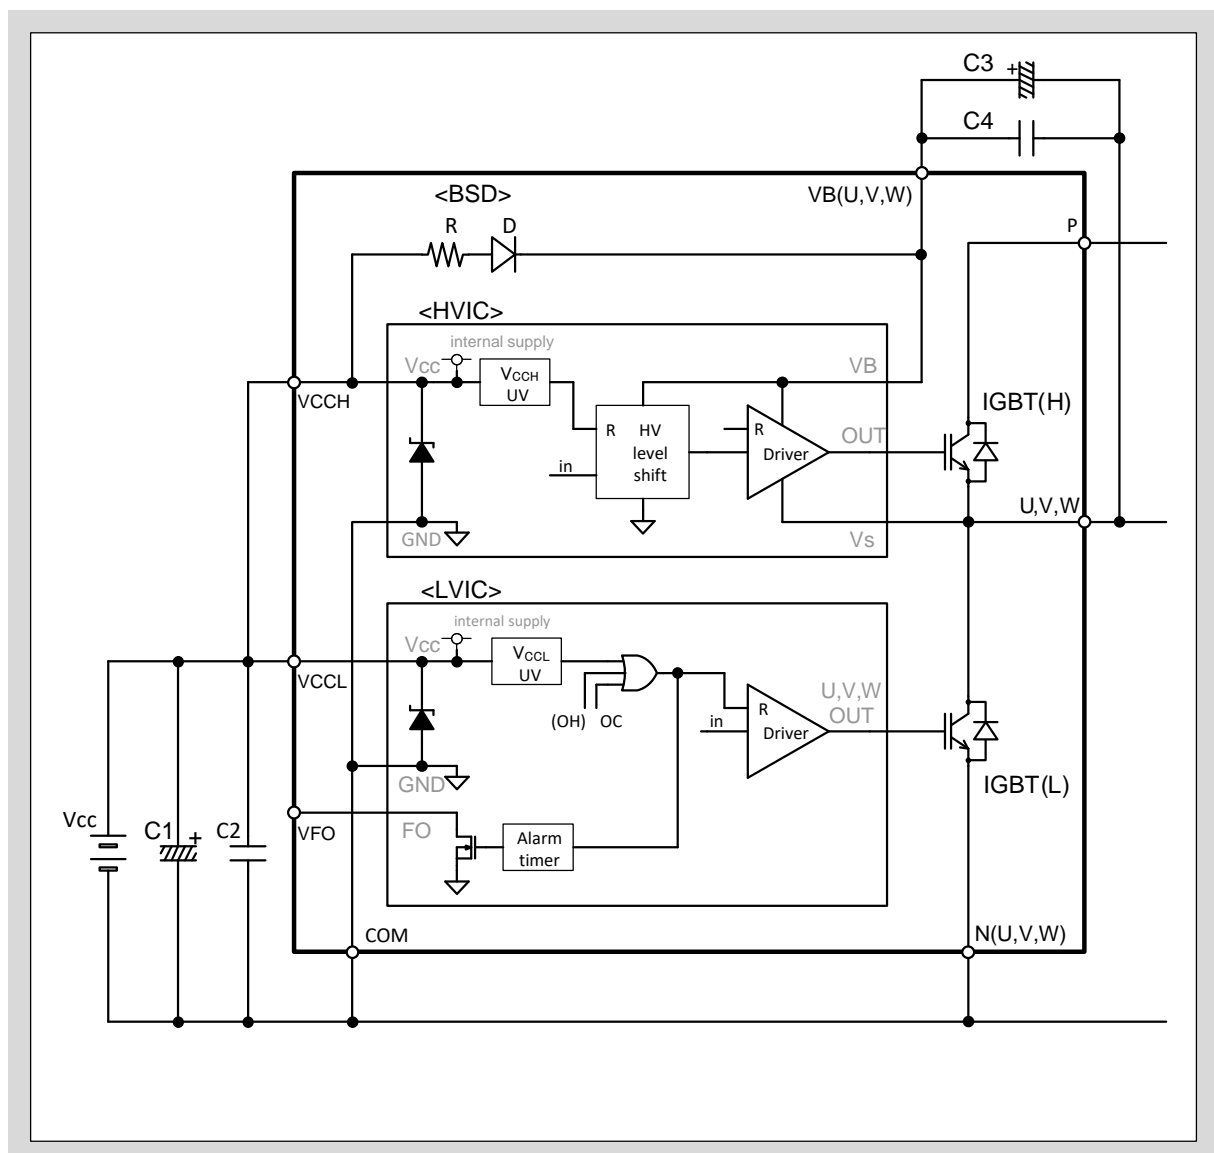 C3 +
C4
<BSD>
VB(U,V,W)
R D
P
<HVIC>
internal supply
Vcc
VCCH
UV
VB
VCCH
IGBT(H)
R HV
level
shift
in
R
Driver
OUT
U,V,W
GND
Vs
<LVIC>
internal supply
Vcc
VCCL
UV
VCCL
U,V,W
OUT
(OH) OC
R
in
Driver
GND
IGBT(L)
Vcc
C1 +
C2
VFO
FO
Alarm
timer
COM
N(U,V,W)